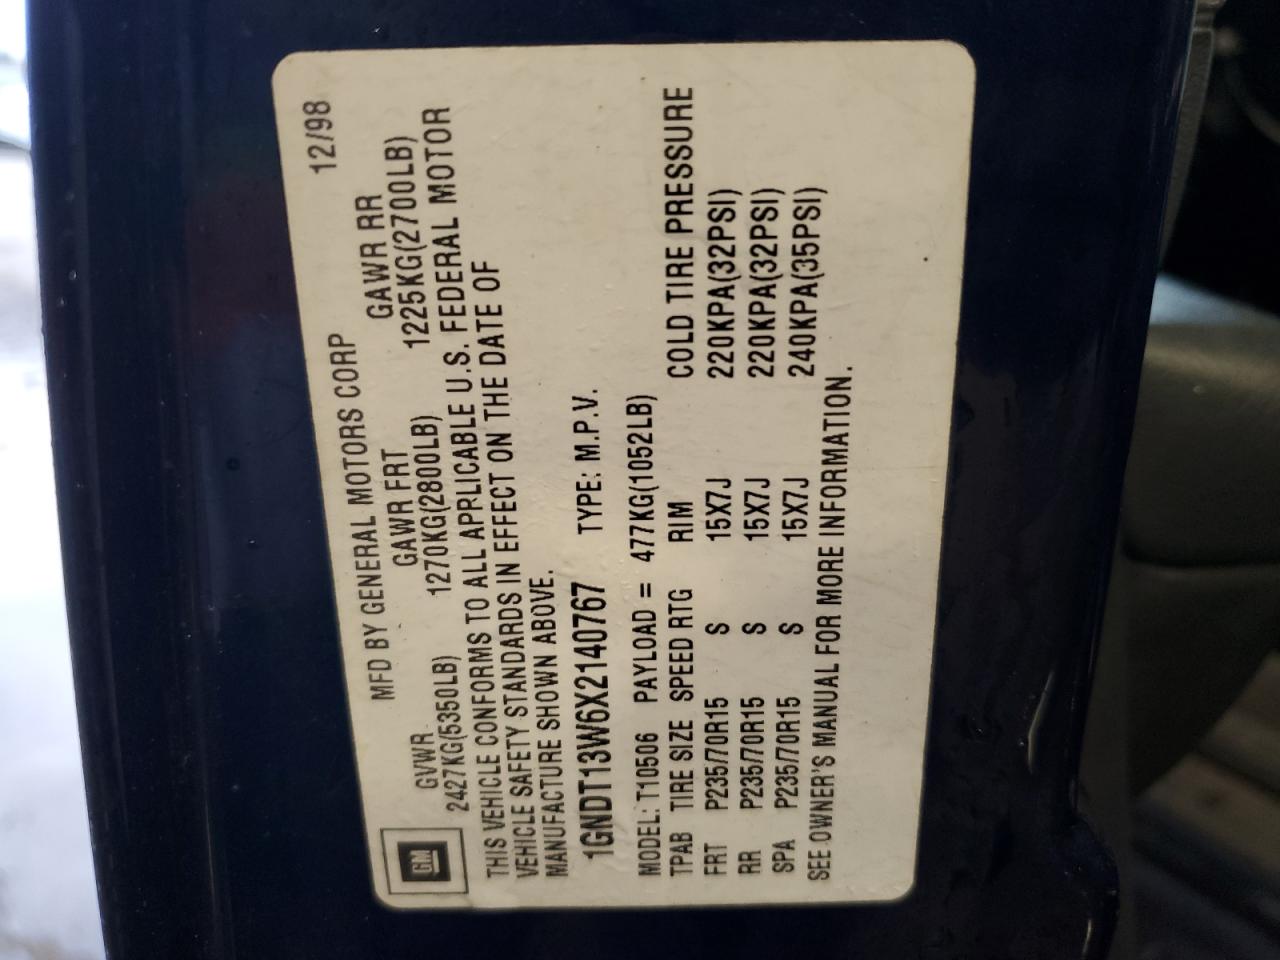 MFD BY GENERAL MOTORS CORP 12/98
GM
GVWR GAWR FRT GAWR RR
2427KG(5350LB) 1270KG(2800LB) 1225KG(2700LB)
THIS VEHICLE CONFORMS TO ALL APPLICABLE U.S. FEDERAL MOTOR
VEHICLE SAFETY STANDARDS IN EFFECT ON THE DATE OF
MANUFACTURE SHOWN ABOVE.
1GNDT13W6X2140767 TYPE: M.P.V.
MODEL: T10506 PAYLOAD = 477KG(1052LB)
TPAB TIRE SIZE SPEED RTG RIM COLD TIRE PRESSURE
FRT P235/70R15 S 15X7J 220KPA(32PSI)
RR P235/70R15 S 15X7J 220KPA(32PSI)
SPA P235/70R15 S 15X7J 240KPA(35PSI)
SEE OWNER'S MANUAL FOR MORE INFORMATION.